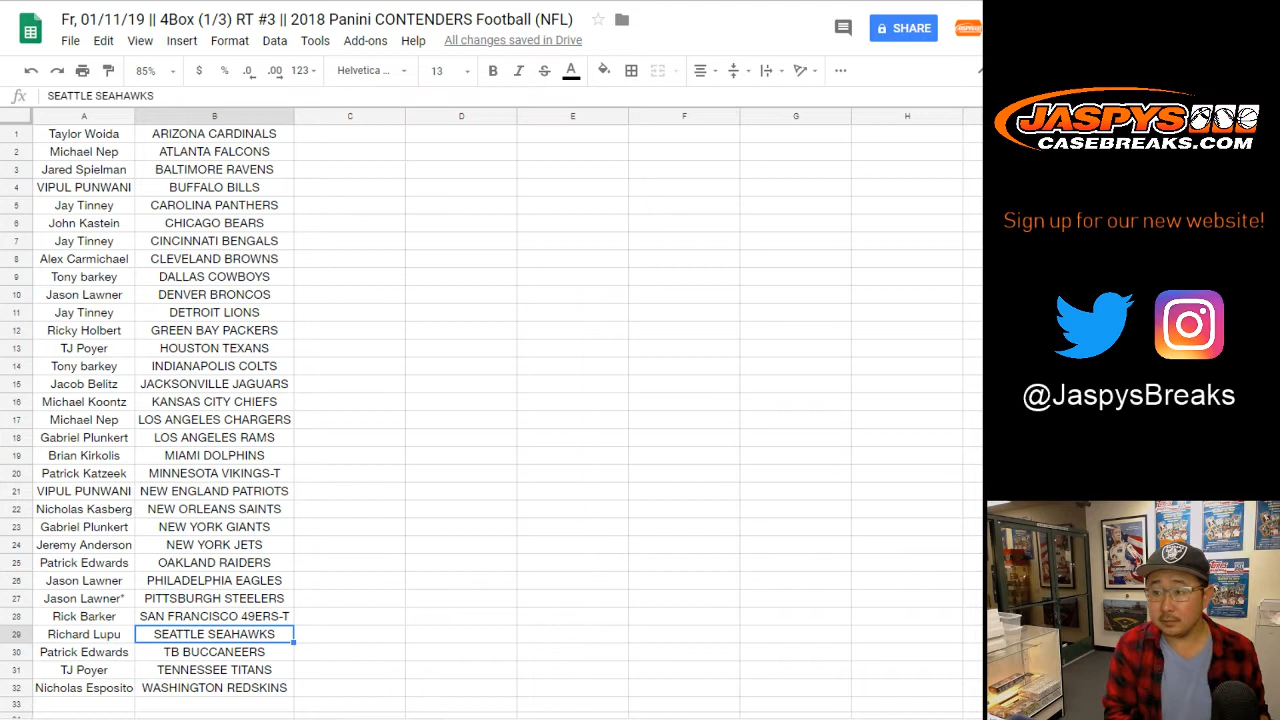 Fr, 01/11/19 || 4Box (1/3) RT #3 || 2018 Panini CONTENDERS Football (NFL)
File Edit View Insert Format Data Tools Add-ons Help All changes saved in Drive
SHARE
85% $ % .0 .00 123 Helvetica ... 13 B I S A
fx SEATTLE SEAHAWKS
A B C D E F G H
1 Taylor Woida ARIZONA CARDINALS
2 Michael Nep ATLANTA FALCONS
3 Jared Spielman BALTIMORE RAVENS
4 VIPUL PUNWANI BUFFALO BILLS
5 Jay Tinney CAROLINA PANTHERS
6 John Kastein CHICAGO BEARS
7 Jay Tinney CINCINNATI BENGALS
8 Alex Carmichael CLEVELAND BROWNS
9 Tony barkey DALLAS COWBOYS
10 Jason Lawner DENVER BRONCOS
11 Jay Tinney DETROIT LIONS
12 Ricky Holbert GREEN BAY PACKERS
13 TJ Poyer HOUSTON TEXANS
14 Tony barkey INDIANAPOLIS COLTS
15 Jacob Belitz JACKSONVILLE JAGUARS
16 Michael Koontz KANSAS CITY CHIEFS
17 Michael Nep LOS ANGELES CHARGERS
18 Gabriel Plunkert LOS ANGELES RAMS
19 Brian Kirkolis MIAMI DOLPHINS
20 Patrick Katzeek MINNESOTA VIKINGS-T
21 VIPUL PUNWANI NEW ENGLAND PATRIOTS
22 Nicholas Kasberg NEW ORLEANS SAINTS
23 Gabriel Plunkert NEW YORK GIANTS
24 Jeremy Anderson NEW YORK JETS
25 Patrick Edwards OAKLAND RAIDERS
26 Jason Lawner PHILADELPHIA EAGLES
27 Jason Lawner* PITTSBURGH STEELERS
28 Rick Barker SAN FRANCISCO 49ERS-T
29 Richard Lupu SEATTLE SEAHAWKS
30 Patrick Edwards TB BUCCANEERS
31 TJ Poyer TENNESSEE TITANS
32 Nicholas Esposito WASHINGTON REDSKINS
33
JASPYS
CASEBREAKS.COM
Sign up for our new website!
@JaspysBreaks